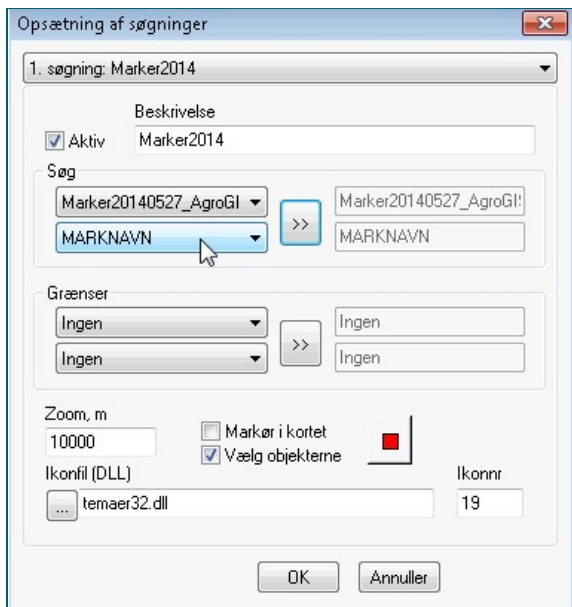 Opsætning af søgninger
1. søgning: Marker2014
Beskrivelse
Aktiv Marker2014
Søg
Marker20140527_AgroGI >> Marker20140527_AgroGIS
MARKNAVN MARKNAVN
Grænser
Ingen >> Ingen
Ingen Ingen
Zoom, m
10000 Markør i kortet
Vælg objekterne
Ikonfil (DLL) Ikonnr
... temaer32.dll 19
OK Annuller